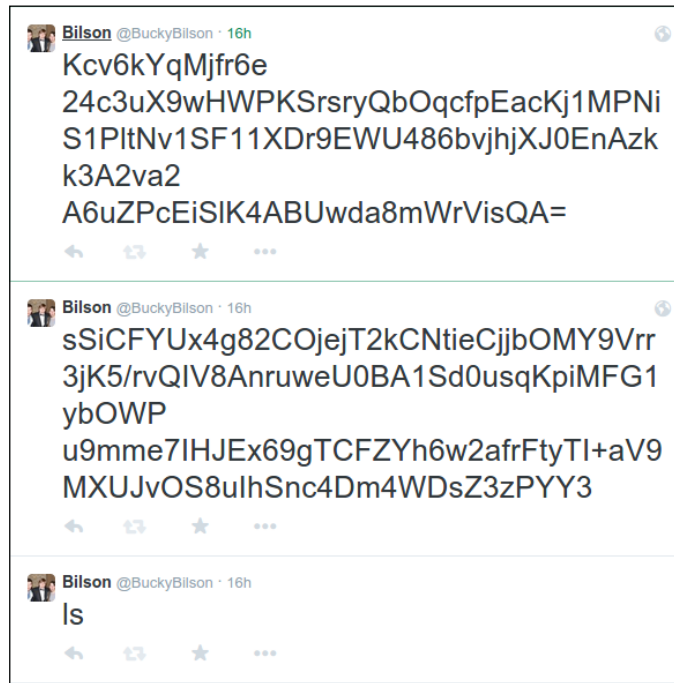 Bilson @BuckyBilson · 16h
Kcv6kYqMjfr6e
24c3uX9wHWPKSrsryQbOqcfpEacKj1MPNi
S1PltNv1SF11XDr9EWU486bvjhjXJ0EnAzk
k3A2va2
A6uZPcEiSlK4ABUwda8mWrVisQA=
Bilson @BuckyBilson · 16h
sSiCFYUx4g82COjejT2kCNtieCjjbOMY9Vrr
3jK5/rvQIV8AnruweU0BA1Sd0usqKpiMFG1
ybOWP
u9mme7IHJEx69gTCFZYh6w2afrFtyTI+aV9
MXUJvOS8uIhSnc4Dm4WDsZ3zPYY3
Bilson @BuckyBilson · 16h
ls